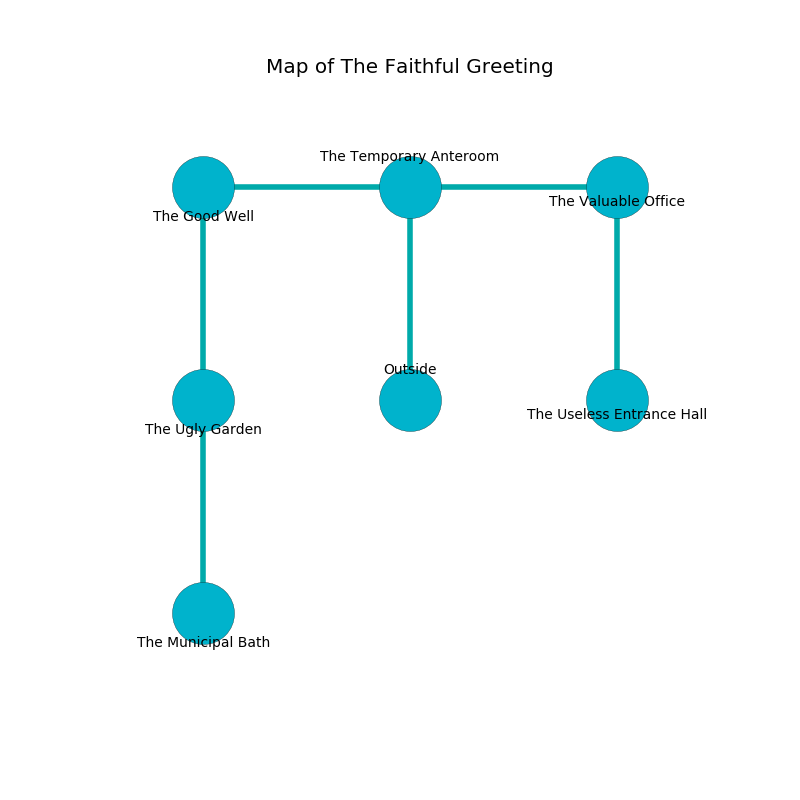 Map of The Faithful Greeting
The Temporary Anteroom
The Valuable Office
The Good Well
Outside
The Useless Entrance Hall
The Ugly Garden
The Municipal Bath